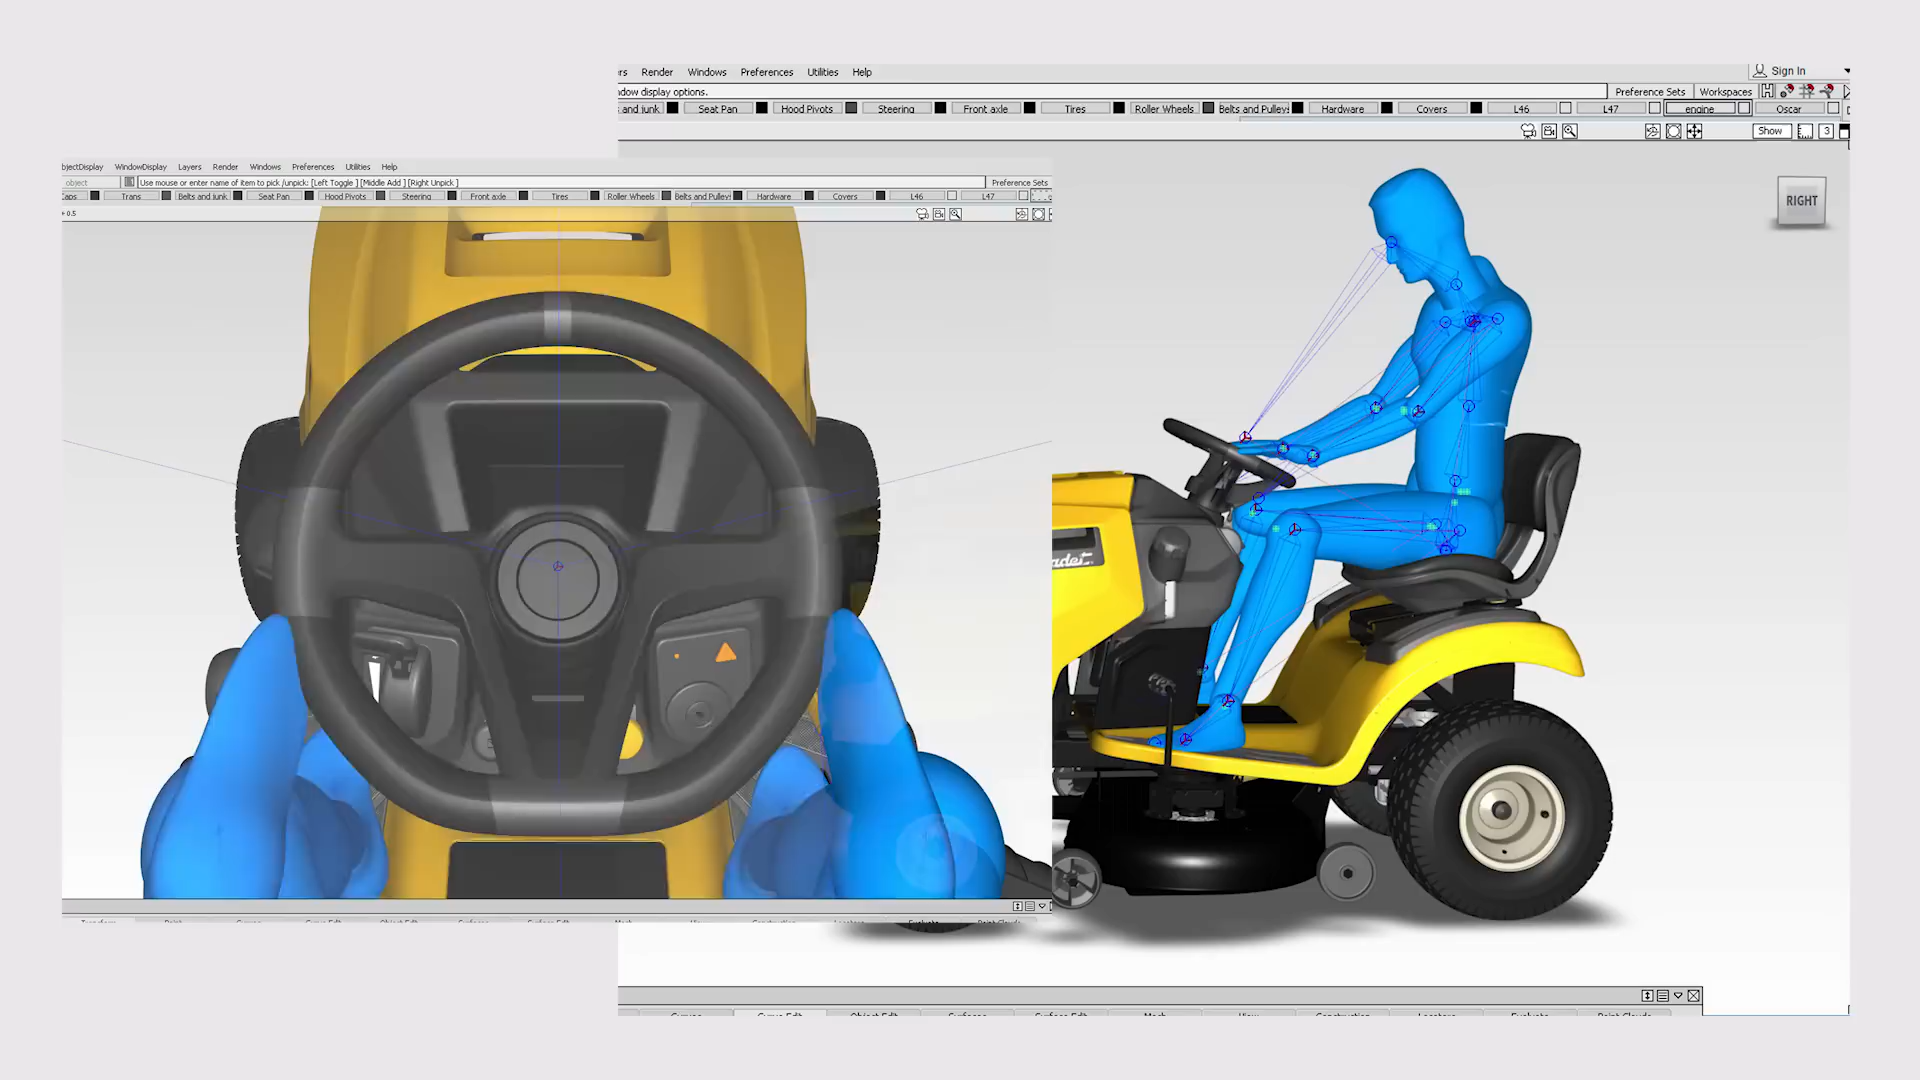 Render Windows Preferences Utilities Help
Sign In
ndow display options.
Preference Sets Workspaces
and junk Seat Pan Hood Pivots Steering Front axle Tires Roller Wheels Belts and Pulleys Hardware Covers L46 L47 engine Oscar
Show 3
RIGHT
bjectDisplay WindowDisplay Layers Render Windows Preferences Utilities Help
object Use mouse or enter name of item to pick /unpick: [Left Toggle ] [Middle Add ] [Right Unpick ]
Preference Sets
Caps Trans Belts and junk Seat Pan Hood Pivots Steering Front axle Tires Roller Wheels Belts and Pulleys Hardware Covers L46 L47
0.5
adet